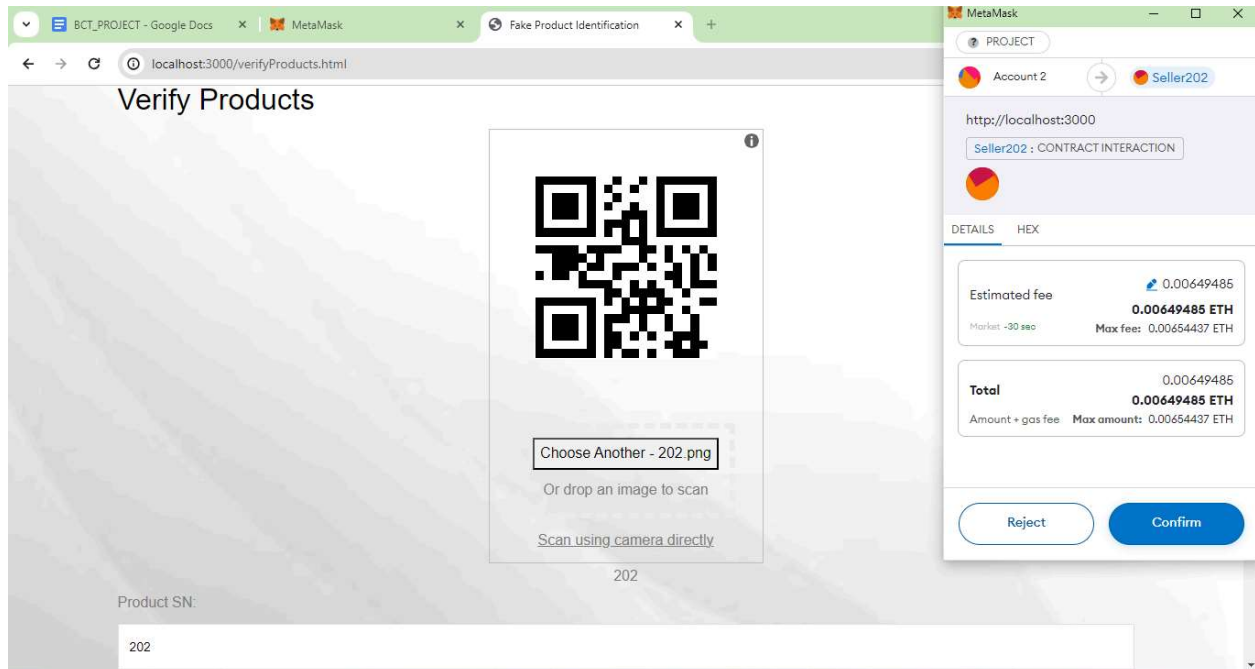 BCT_PROJECT - Google Docs
MetaMask
Fake Product Identification
localhost:3000/verifyProducts.html
Verify Products
Choose Another - 202.png
Or drop an image to scan
Scan using camera directly
202
Product SN:
202
MetaMask
PROJECT
Account 2
Seller202
http://localhost:3000
Seller202 : CONTRACT INTERACTION
DETAILS HEX
Estimated fee 0.00649485
0.00649485 ETH
Market ~30 sec Max fee: 0.00654437 ETH
Total 0.00649485
0.00649485 ETH
Amount + gas fee Max amount: 0.00654437 ETH
Reject Confirm